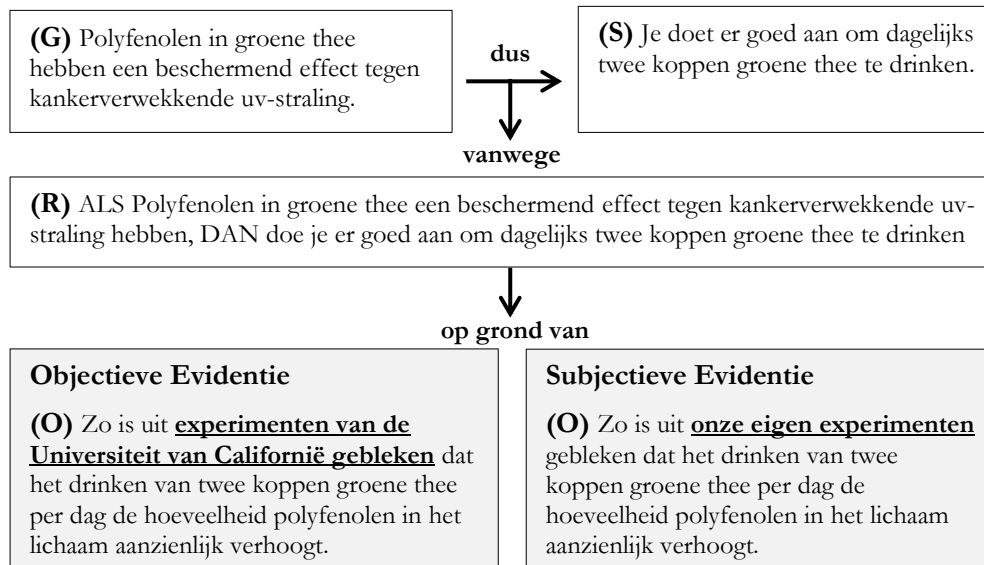 (G) Polyfenolen in groene thee
hebben een beschermend effect tegen
kankerverwekkende uv-straling.
dus
(S) Je doet er goed aan om dagelijks
twee koppen groene thee te drinken.
vanwege
(R) ALS Polyfenolen in groene thee een beschermend effect tegen kankerverwekkende uv-
straling hebben, DAN doe je er goed aan om dagelijks twee koppen groene thee te drinken
op grond van
Objectieve Evidentie
(O) Zo is uit experimenten van de
Universiteit van Californië gebleken dat
het drinken van twee koppen groene thee
per dag de hoeveelheid polyfenolen in het
lichaam aanzienlijk verhoogt.
Subjectieve Evidentie
(O) Zo is uit onze eigen experimenten
gebleken dat het drinken van twee
koppen groene thee per dag de
hoeveelheid polyfenolen in het lichaam
aanzienlijk verhoogt.